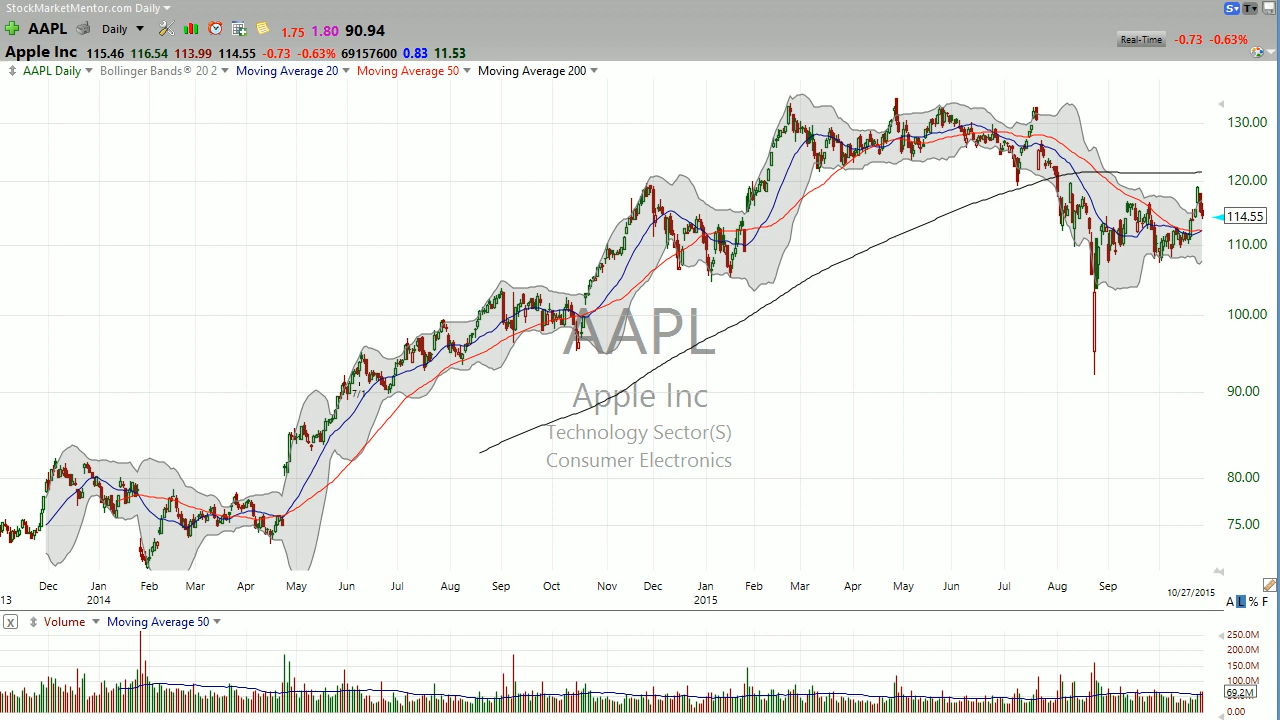 StockMarketMentor.com Daily
S T
AAPL Daily 1.75 1.80 90.94
Real-Time -0.73 -0.63%
Apple Inc 115.46 116.54 113.99 114.55 -0.73 -0.63% 69157600 0.83 11.53
AAPL Daily Bollinger Bands® 20 2 Moving Average 20 Moving Average 50 Moving Average 200
130.00
120.00
114.55
110.00
100.00
90.00
80.00
75.00
AAPL
Apple Inc
Technology Sector(S)
Consumer Electronics
Dec Jan Feb Mar Apr May Jun Jul Aug Sep Oct Nov Dec Jan Feb Mar Apr May Jun Jul Aug Sep
13 2014 2015 10/27/2015
A L % F
X Volume Moving Average 50
250.0M
200.0M
150.0M
100.0M
69.2M
0.00